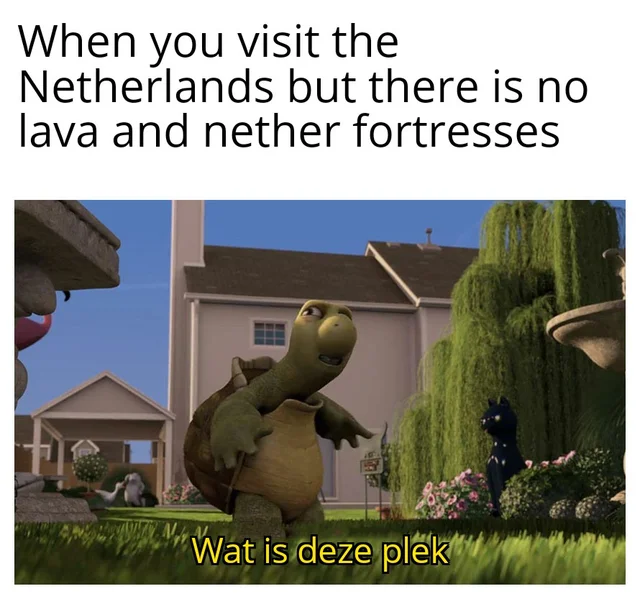 When you visit the
Netherlands but there is no
lava and nether fortresses
Wat is deze plek